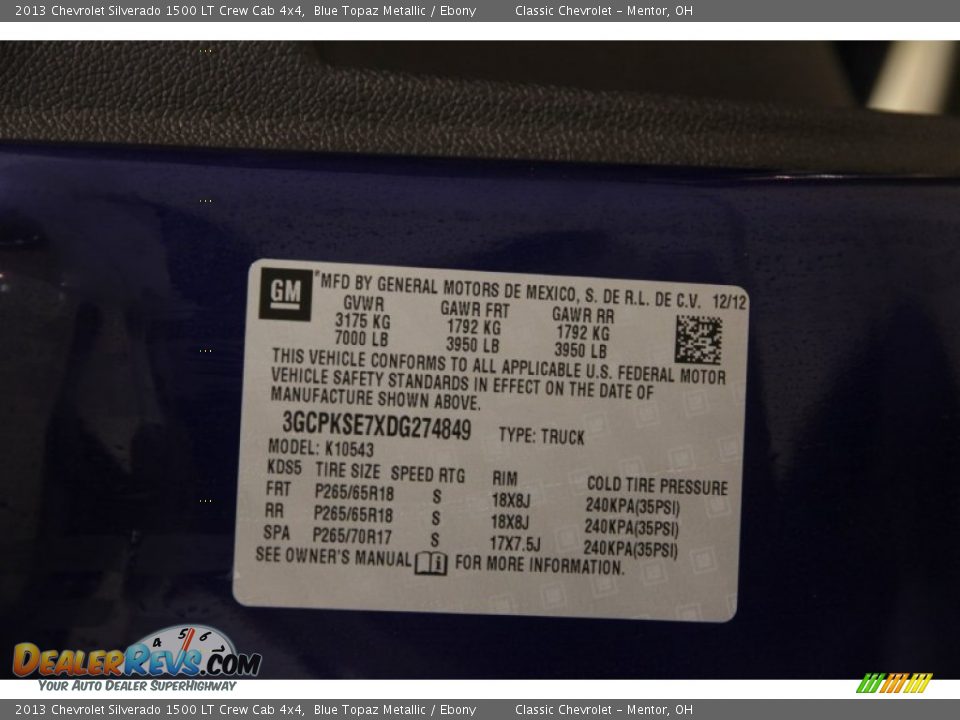 2013 Chevrolet Silverado 1500 LT Crew Cab 4x4, Blue Topaz Metallic / Ebony Classic Chevrolet - Mentor, OH
GM
*MFD BY GENERAL MOTORS DE MEXICO, S. DE R.L. DE C.V. 12/12
GVWR GAWR FRT GAWR RR
3175 KG 1792 KG 1792 KG
7000 LB 3950 LB 3950 LB
THIS VEHICLE CONFORMS TO ALL APPLICABLE U.S. FEDERAL MOTOR
VEHICLE SAFETY STANDARDS IN EFFECT ON THE DATE OF
MANUFACTURE SHOWN ABOVE.
3GCPKSE7XDG274849 TYPE: TRUCK
MODEL: K10543
KDS5 TIRE SIZE SPEED RTG RIM COLD TIRE PRESSURE
FRT P265/65R18 S 18X8J 240KPA(35PSI)
RR P265/65R18 S 18X8J 240KPA(35PSI)
SPA P265/70R17 S 17X7.5J 240KPA(35PSI)
SEE OWNER'S MANUAL i FOR MORE INFORMATION.
4 5 6 7
DealerRevs.com
Your Auto Dealer SuperHighway
2013 Chevrolet Silverado 1500 LT Crew Cab 4x4, Blue Topaz Metallic / Ebony Classic Chevrolet - Mentor, OH